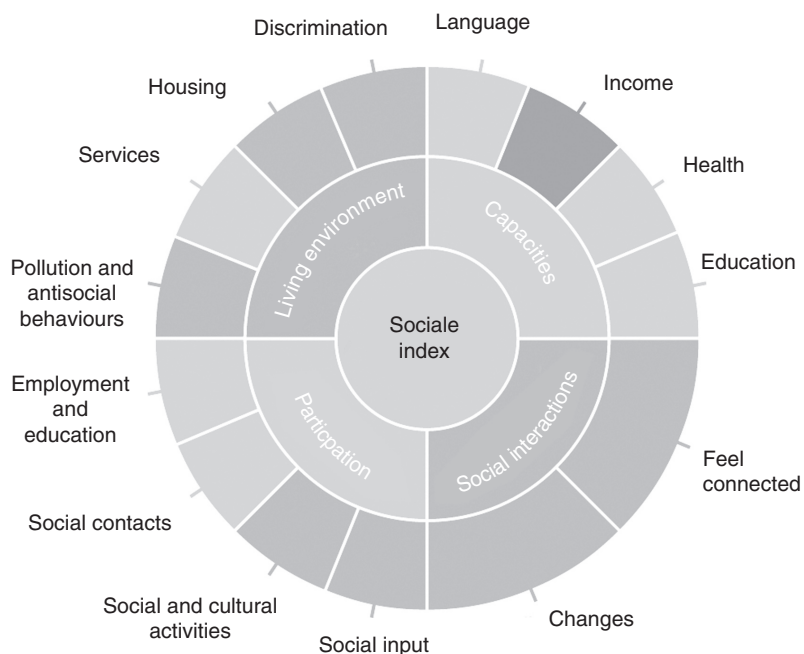 Discrimination
Language
Housing
Income
Services
Health
Living environment
Capacities
Pollution and
antisocial
behaviours
Education
Sociale
index
Employment
and
education
Particpation
Social interactions
Feel
connected
Social contacts
Social and cultural
activities
Changes
Social input